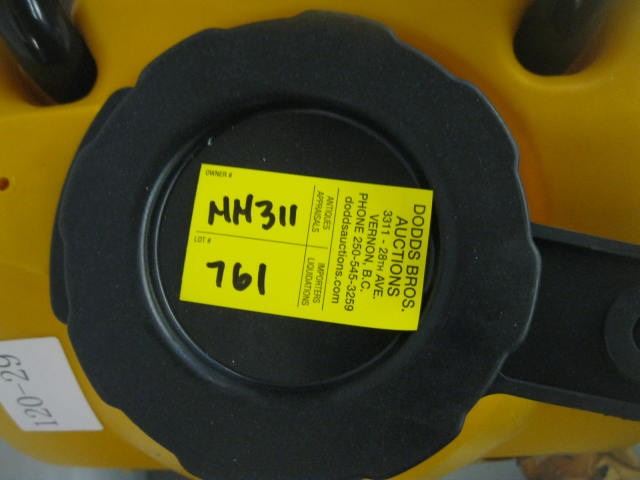 OWNER #
MH311
LOT #
761
ANTIQUES
APPRAISALS
IMPORTERS
LIQUIDATIONS
DODDS BROS.
AUCTIONS
3311 - 28TH AVE.
VERNON, B.C.
PHONE 250-545-3259
doddsauctions.com
120-29